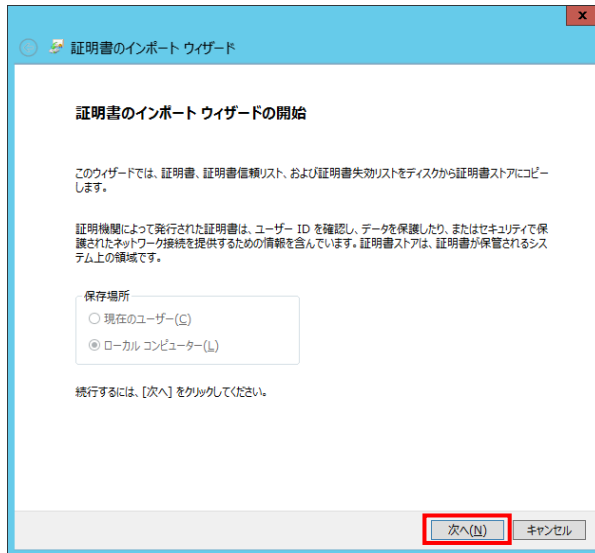 x
証明書のインポート ウィザード
証明書のインポート ウィザードの開始
このウィザードでは、証明書、証明書信頼リスト、および証明書失効リストをディスクから証明書ストアにコピー
します。
証明機関によって発行された証明書は、ユーザー ID を確認し、データを保護したり、またはセキュリティで保
護されたネットワーク接続を提供するための情報を含んでいます。証明書ストアは、証明書が保管されるシス
テム上の領域です。
保存場所
現在のユーザー(C)
ローカル コンピューター(L)
続行するには、[次へ] をクリックしてください。
次へ(N) キャンセル